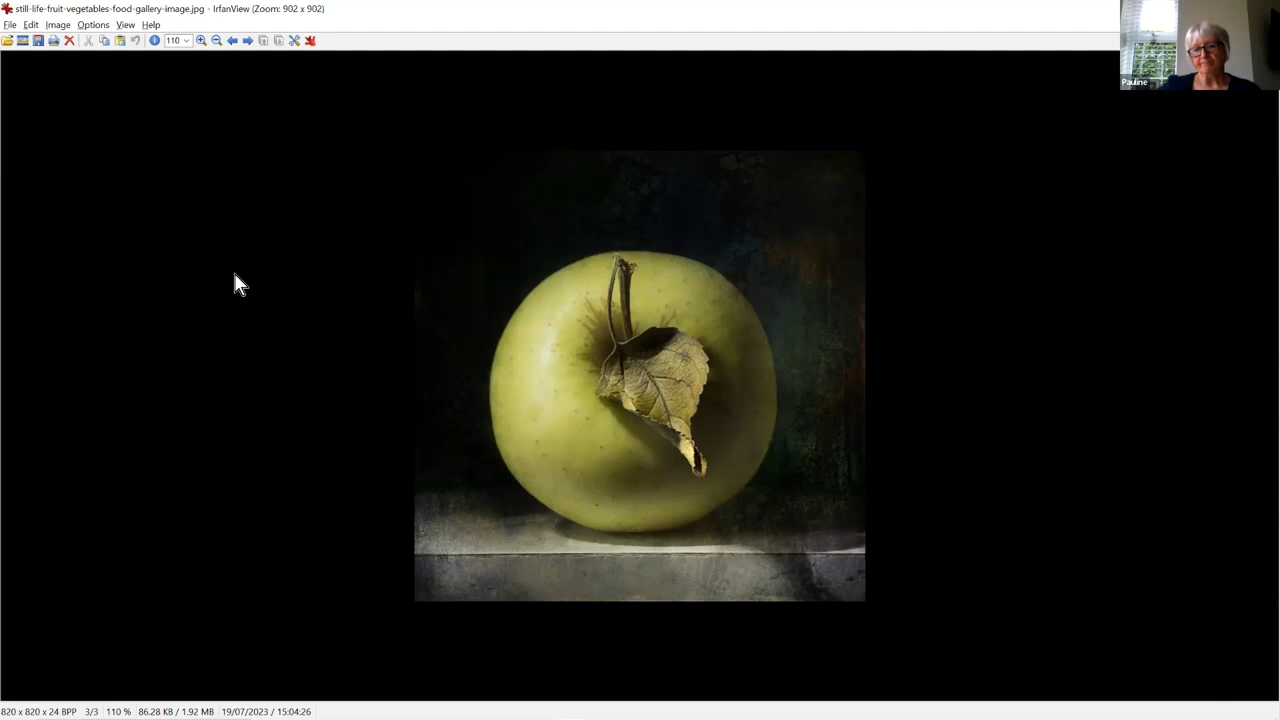 still-life-fruit-vegetables-food-gallery-image.jpg - IrfanView (Zoom: 902 x 902)
File Edit Image Options View Help
110
Pauline
820 x 820 x 24 BPP 3/3 110 % 86.28 KB / 1.92 MB 19/07/2023 / 15:04:26